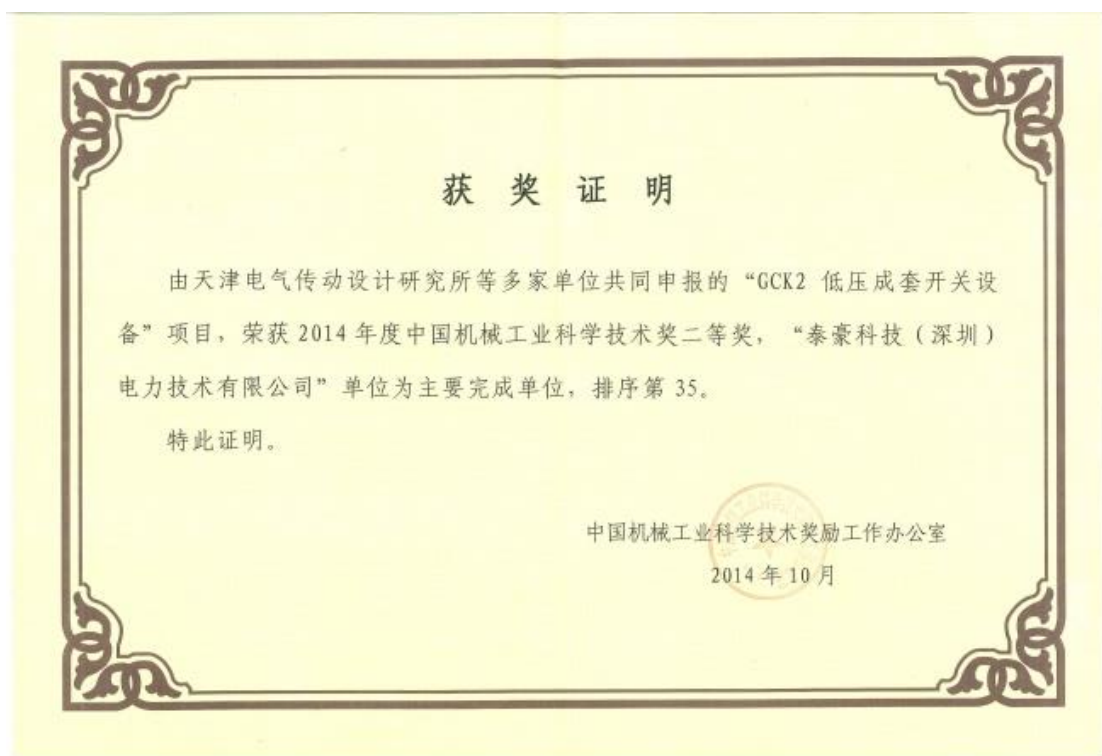 获奖证明
由天津电气传动设计研究所等多家单位共同申报的“GCK2 低压成套开关设
备”项目，荣获 2014 年度中国机械工业科学技术奖二等奖，“泰豪科技（深圳）
电力技术有限公司”单位为主要完成单位，排序第 35。
特此证明。
中国机械工业科学技术奖励工作办公室
2014 年 10 月